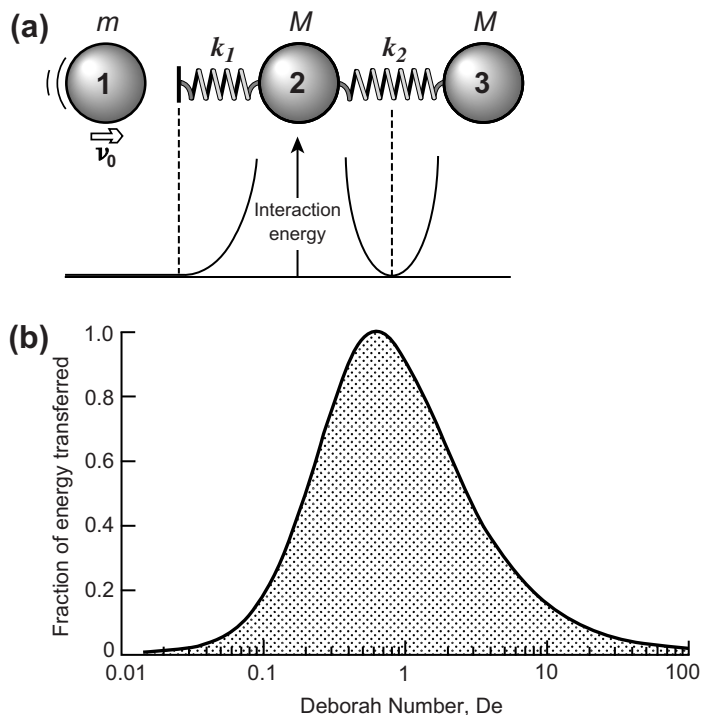 (a)
m M M
k1 k2
1 2 3
v0
Interaction
energy
(b)
Fraction of energy transferred
1.0
0.8
0.6
0.4
0.2
0
0.01 0.1 1 10 100
Deborah Number, De